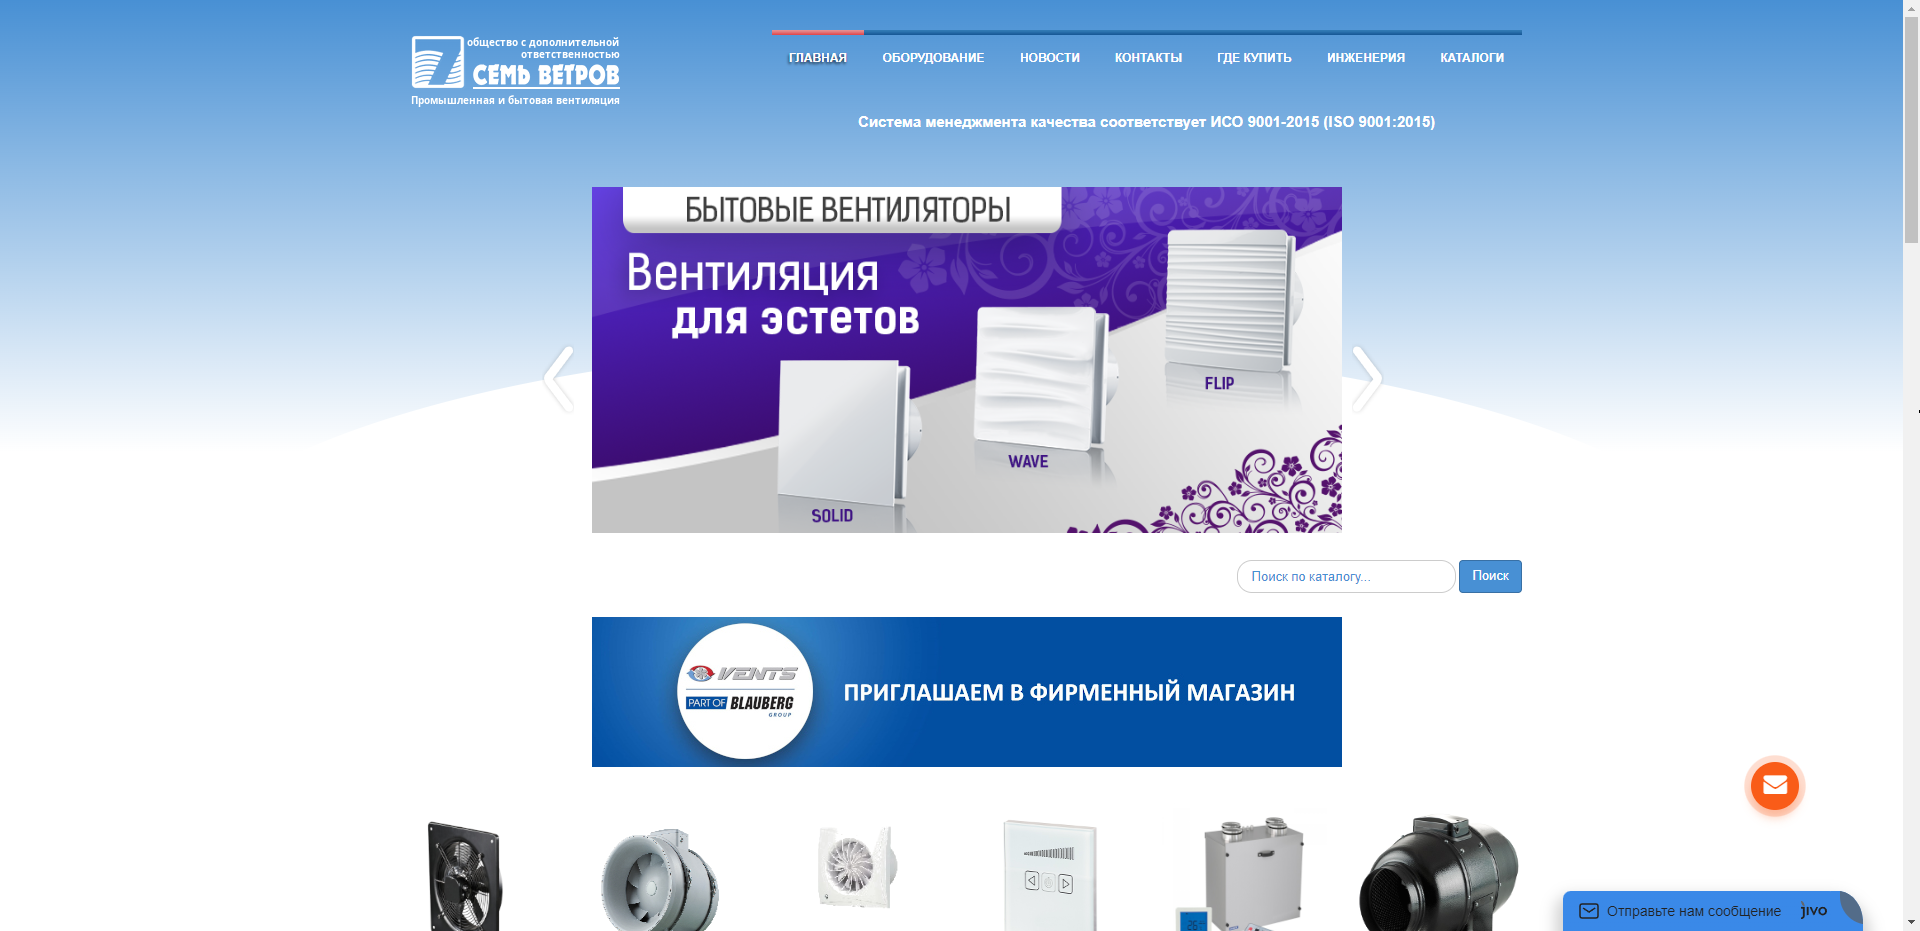 общество с дополнительной
ответственностью
СЕМЬ ВЕТРОВ
Промышленная и бытовая вентиляция
ГЛАВНАЯ
ОБОРУДОВАНИЕ
НОВОСТИ
КОНТАКТЫ
ГДЕ КУПИТЬ
ИНЖЕНЕРИЯ
КАТАЛОГИ
Система менеджмента качества соответствует ИСО 9001-2015 (ISO 9001:2015)
БЫТОВЫЕ ВЕНТИЛЯТОРЫ
Вентиляция
для эстетов
FLIP
WAVE
SOLID
Поиск по каталогу...
Поиск
VENTS
PART OF BLAUBERG
GROUP
ПРИГЛАШАЕМ В ФИРМЕННЫЙ МАГАЗИН
Отправьте нам сообщение
jivo